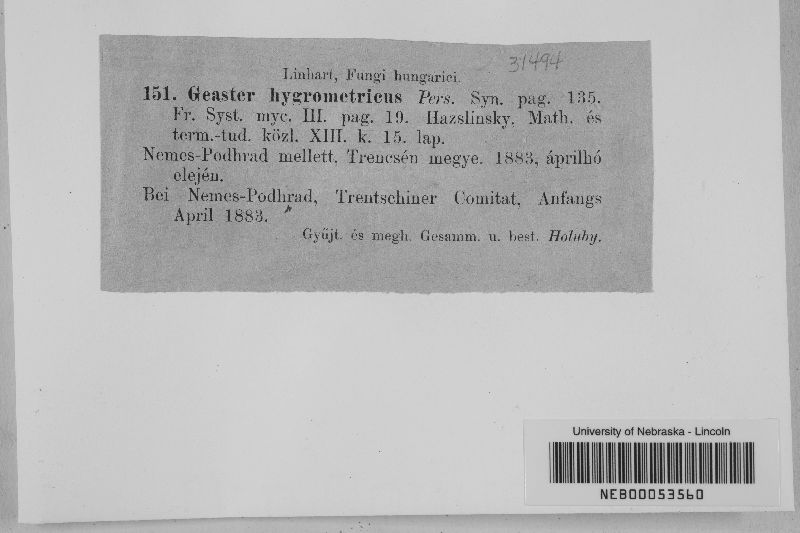 31494
Linhart, Fungi hungarici.
151. Geaster hygrometricus Pers. Syn. pag. 135.
Fr. Syst. myc. III. pag. 19. Hazslinsky, Math. és
term.-tud. közl. XIII. k. 15. lap.
Nemes-Podhrad mellett, Trencsén megye. 1883, áprilhó
elején.
Bei Nemes-Podhrad, Trentschiner Comitat, Anfangs
April 1883.
Gyűjt. és megh. Gesamm. u. best. Holuby.
University of Nebraska - Lincoln
NEB00053560